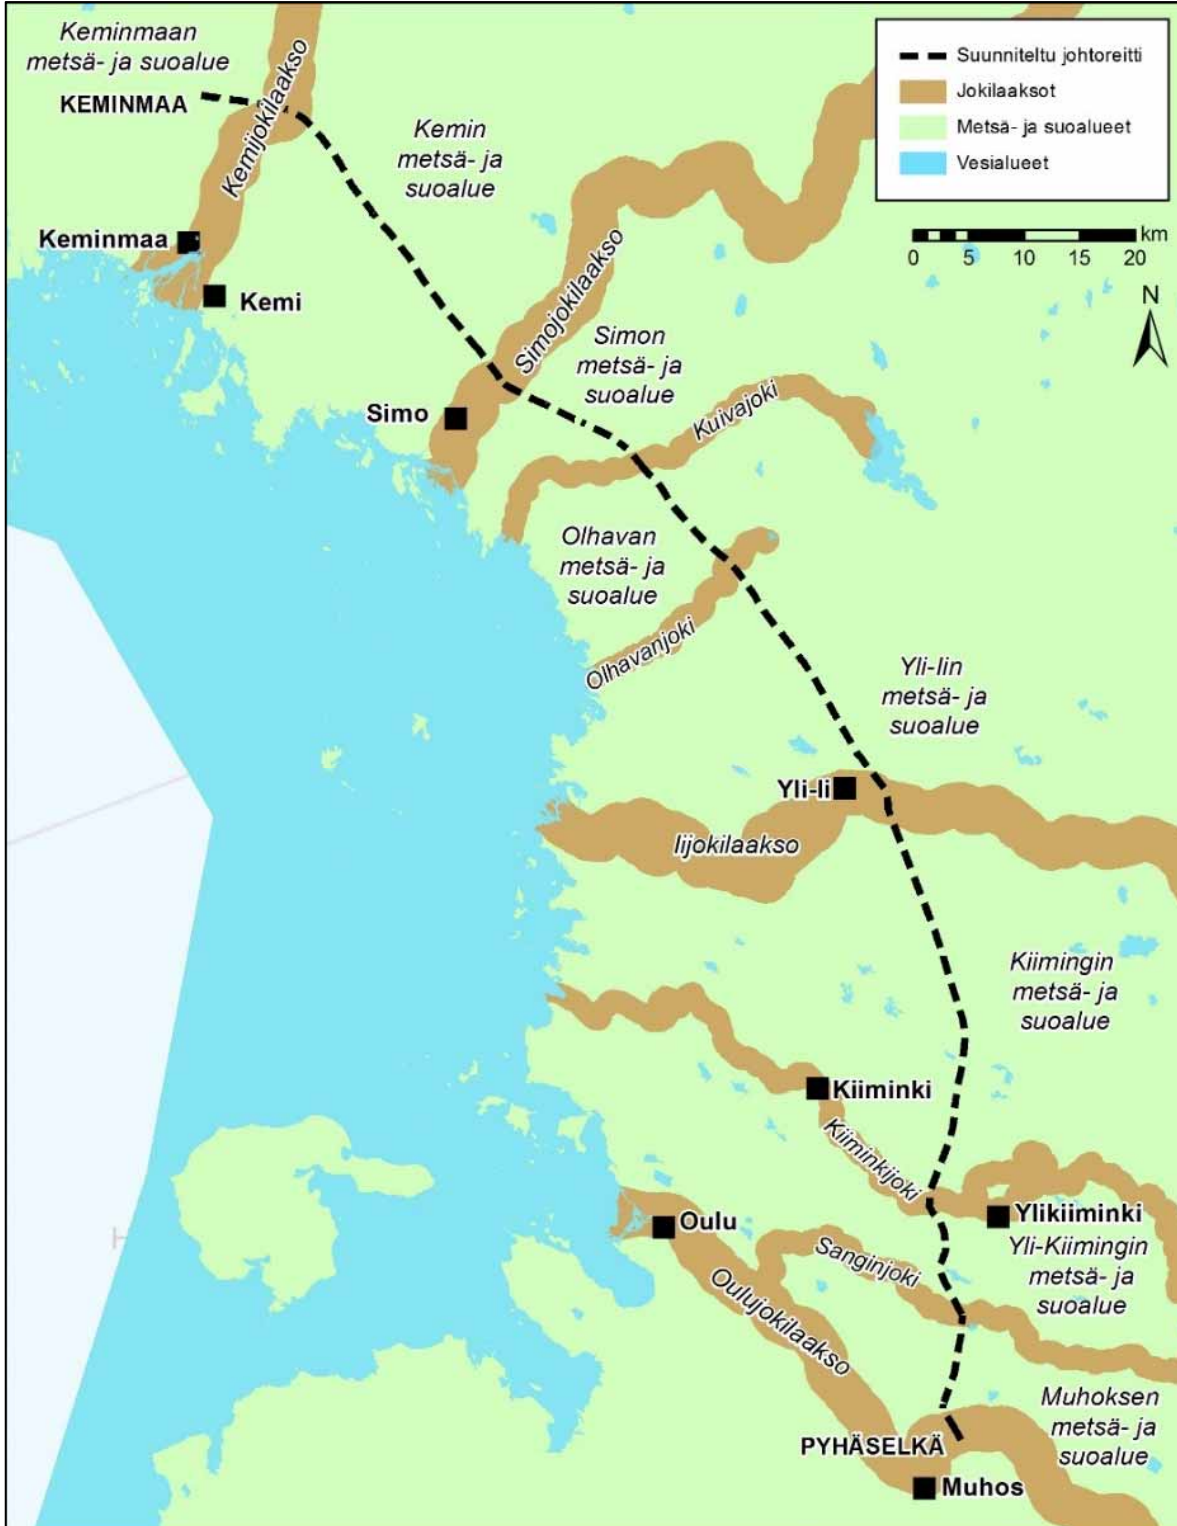 Keminmaan
metsä- ja suoalue
KEMINMAA
Kemijokilaakso
Kemin
metsä- ja
suoalue
Suunniteltu johtoreitti
Jokilaaksot
Metsä- ja suoalueet
Vesialueet
km
0 5 10 15 20
N
Keminmaa
Kemi
Simojokilaakso
Simon
metsä- ja
suoalue
Simo
Kuivajoki
Olhavan
metsä- ja
suoalue
Olhavanjoki
Yli-Iin
metsä- ja
suoalue
Yli-Ii
Iijokilaakso
Kiimingin
metsä- ja
suoalue
Kiiminki
Kiiminkijoki
Ylikiiminki
Oulu
Sanginjoki
Yli-Kiimingin
metsä- ja
suoalue
Oulujokilaakso
Muhoksen
metsä- ja
suoalue
PYHÄSELKÄ
Muhos